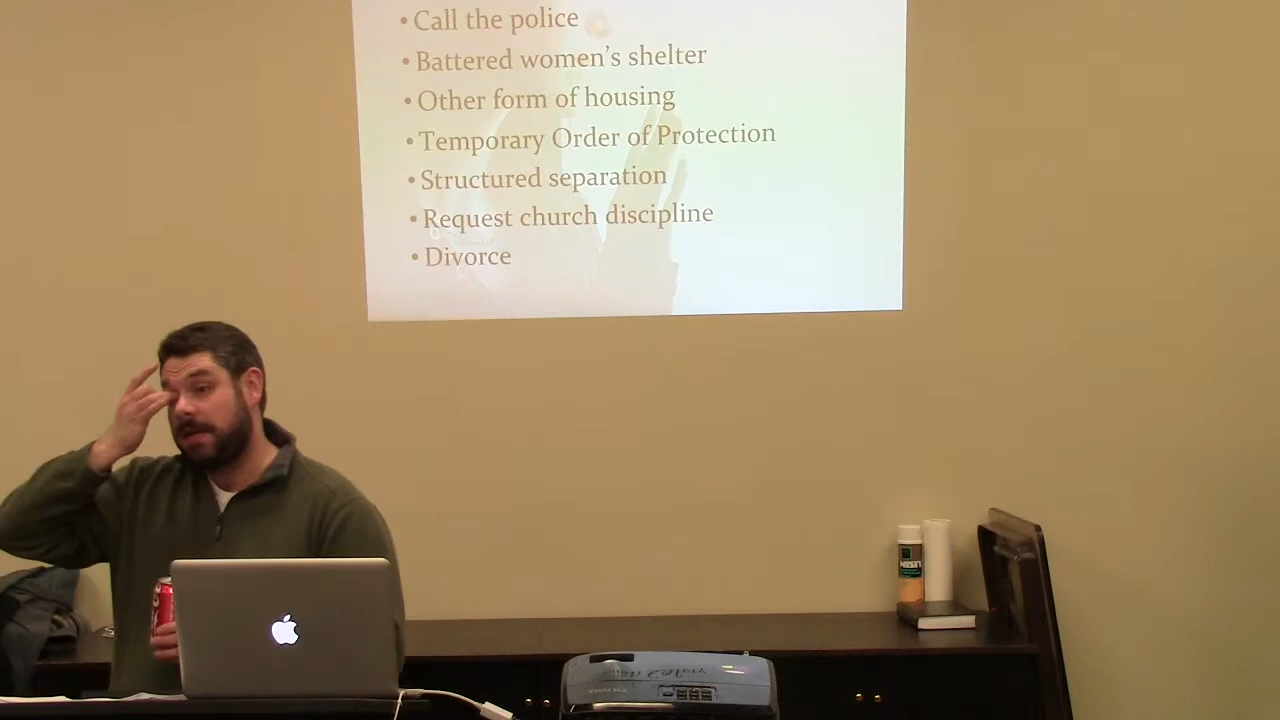 • Call the police
• Battered women’s shelter
• Other form of housing
• Temporary Order of Protection
• Structured separation
• Request church discipline
• Divorce
BenQ